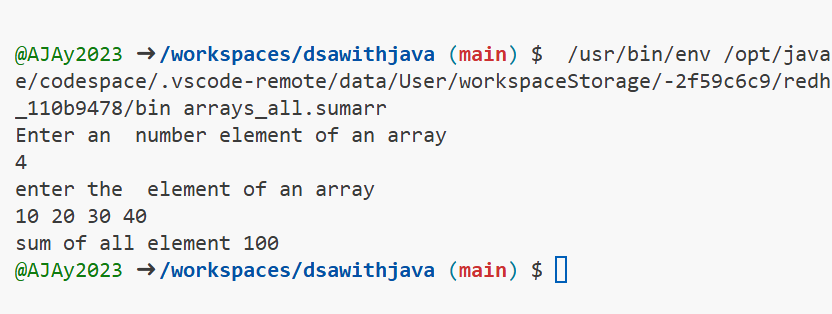 @AJAy2023 ➜/workspaces/dsawithjava (main) $  /usr/bin/env /opt/java
e/codespace/.vscode-remote/data/User/workspaceStorage/-2f59c6c9/redh
_110b9478/bin arrays_all.sumarr
Enter an  number element of an array
4
enter the  element of an array
10 20 30 40
sum of all element 100
@AJAy2023 ➜/workspaces/dsawithjava (main) $